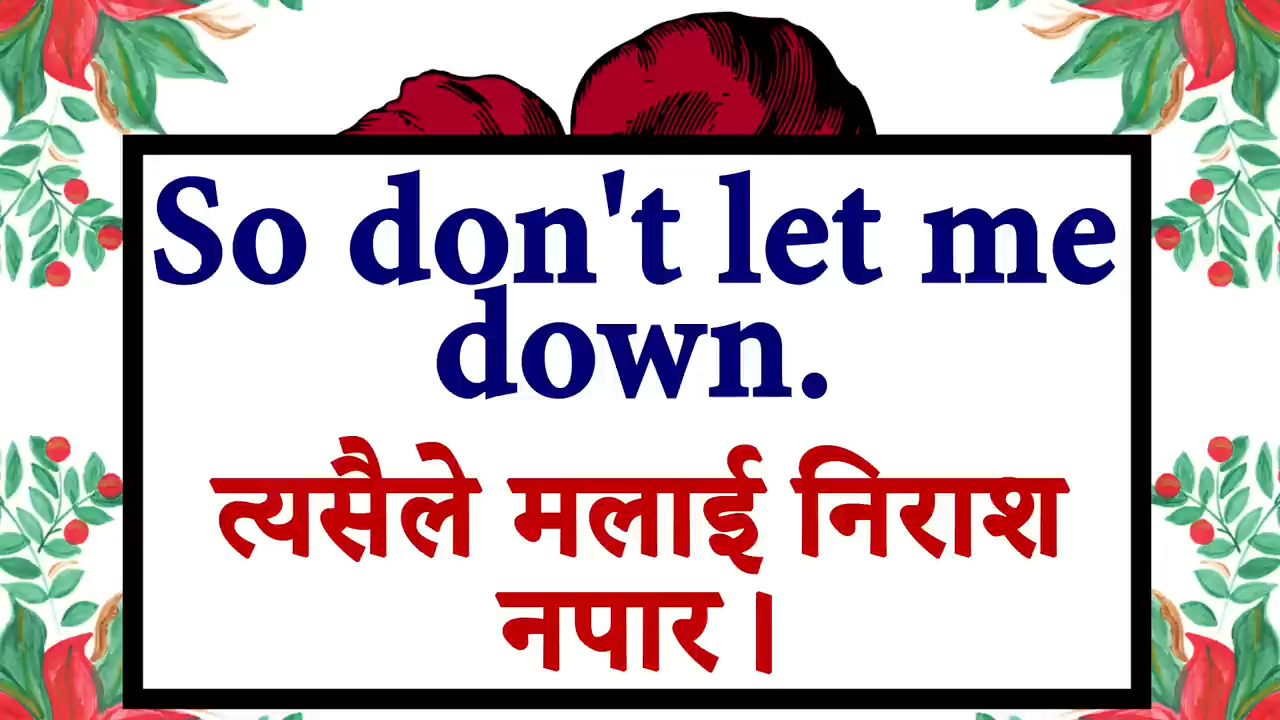 So don't let me
down.
त्यसैले मलाई निराश
नपार ।